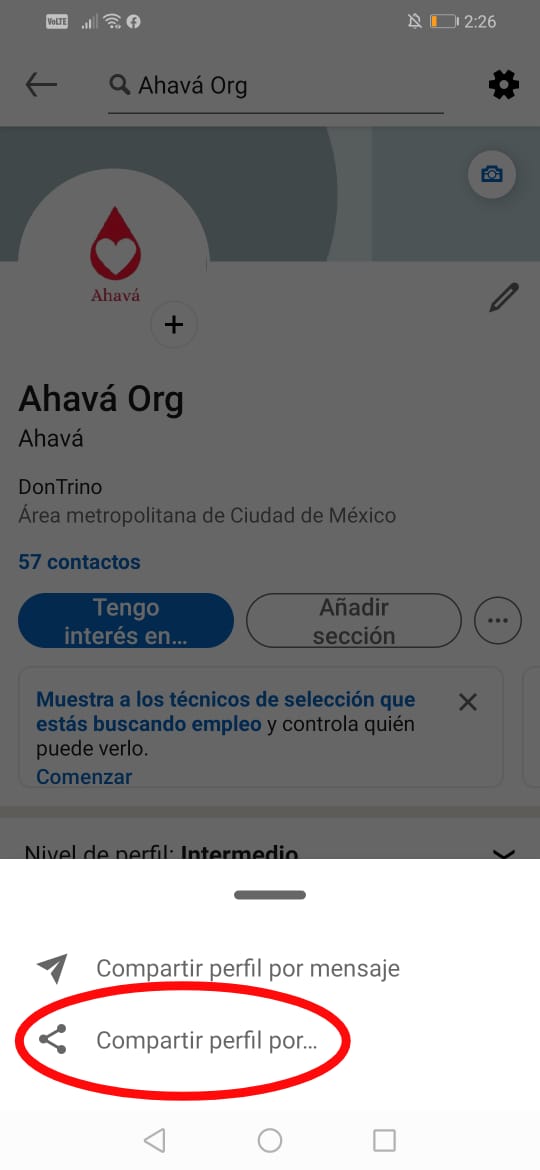 VoLTE 2:26
Ahavá Org
Ahavá
Ahavá Org
Ahavá
DonTrino
Área metropolitana de Ciudad de México
57 contactos
Tengo
interés en...
Añadir
sección
Muestra a los técnicos de selección que
estás buscando empleo y controla quién
puede verlo.
Comenzar
Nivel de perfil: Intermedio
Compartir perfil por mensaje
Compartir perfil por...